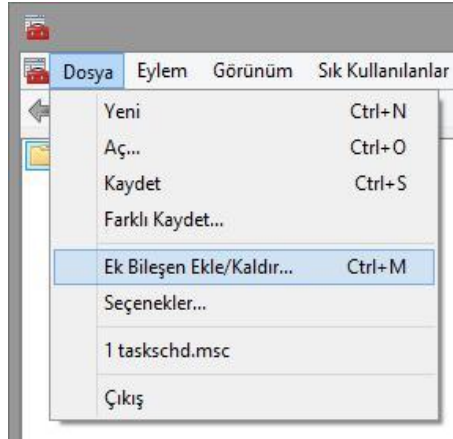 Dosya Eylem Görünüm Sık Kullanılanlar
Yeni Ctrl+N
Aç... Ctrl+O
Kaydet Ctrl+S
Farklı Kaydet...
Ek Bileşen Ekle/Kaldır... Ctrl+M
Seçenekler...
1 taskschd.msc
Çıkış